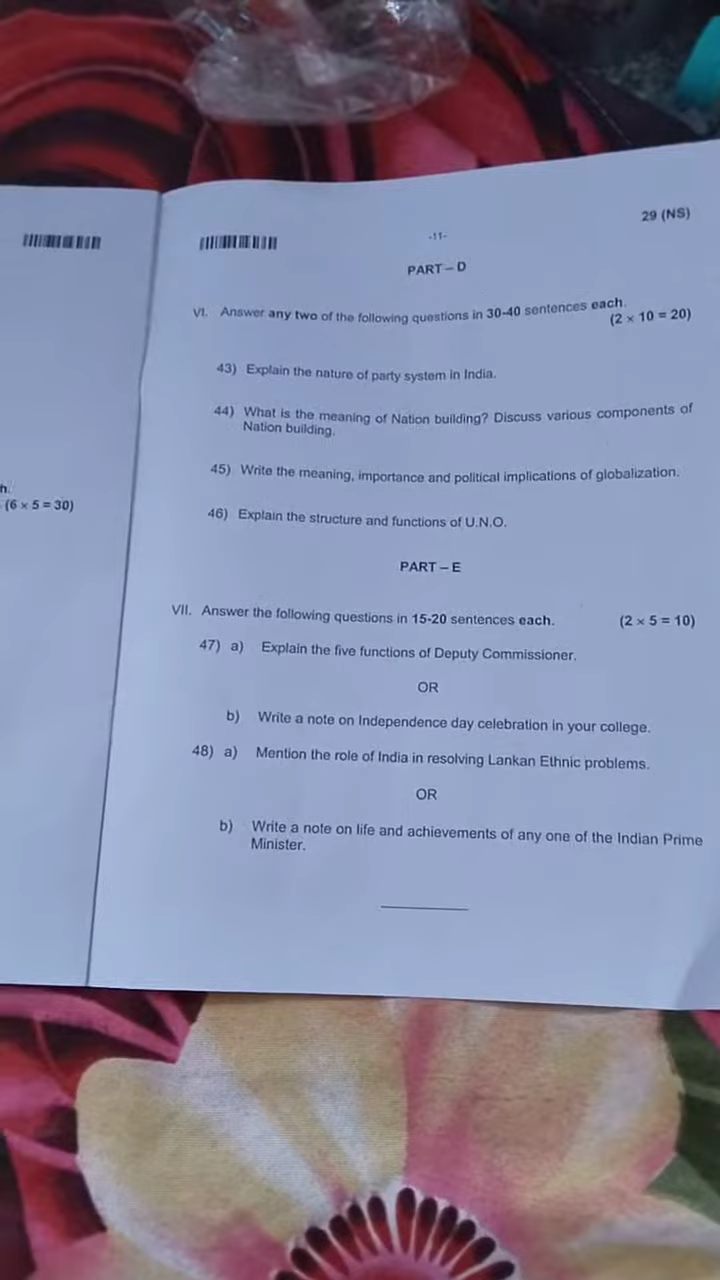 h.
(6 × 5 = 30)
29 (NS)
-11-
PART – D
VI. Answer any two of the following questions in 30-40 sentences each.
(2 × 10 = 20)
43) Explain the nature of party system in India.
44) What is the meaning of Nation building? Discuss various components of
Nation building.
45) Write the meaning, importance and political implications of globalization.
46) Explain the structure and functions of U.N.O.
PART – E
VII. Answer the following questions in 15-20 sentences each. (2 × 5 = 10)
47) a) Explain the five functions of Deputy Commissioner.
OR
b) Write a note on Independence day celebration in your college.
48) a) Mention the role of India in resolving Lankan Ethnic problems.
OR
b) Write a note on life and achievements of any one of the Indian Prime
Minister.